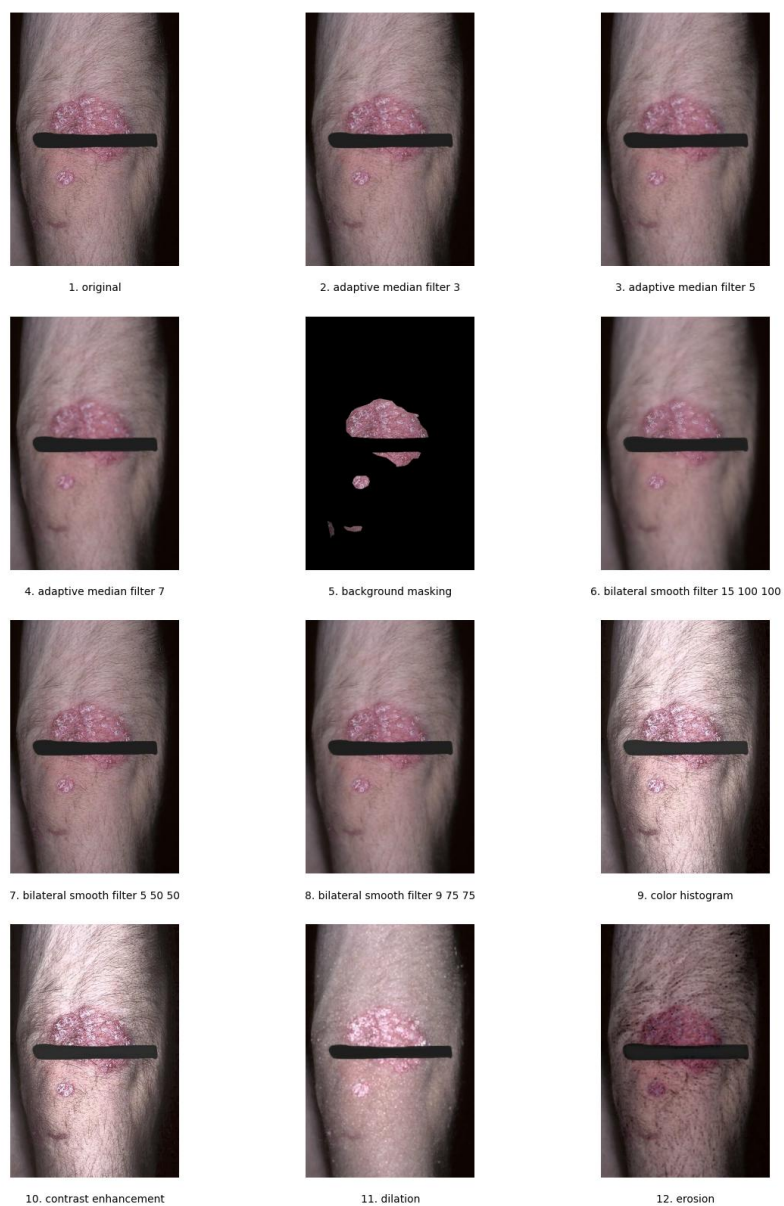 1. original
2. adaptive median filter 3
3. adaptive median filter 5
4. adaptive median filter 7
5. background masking
6. bilateral smooth filter 15 100 100
7. bilateral smooth filter 5 50 50
8. bilateral smooth filter 9 75 75
9. color histogram
10. contrast enhancement
11. dilation
12. erosion